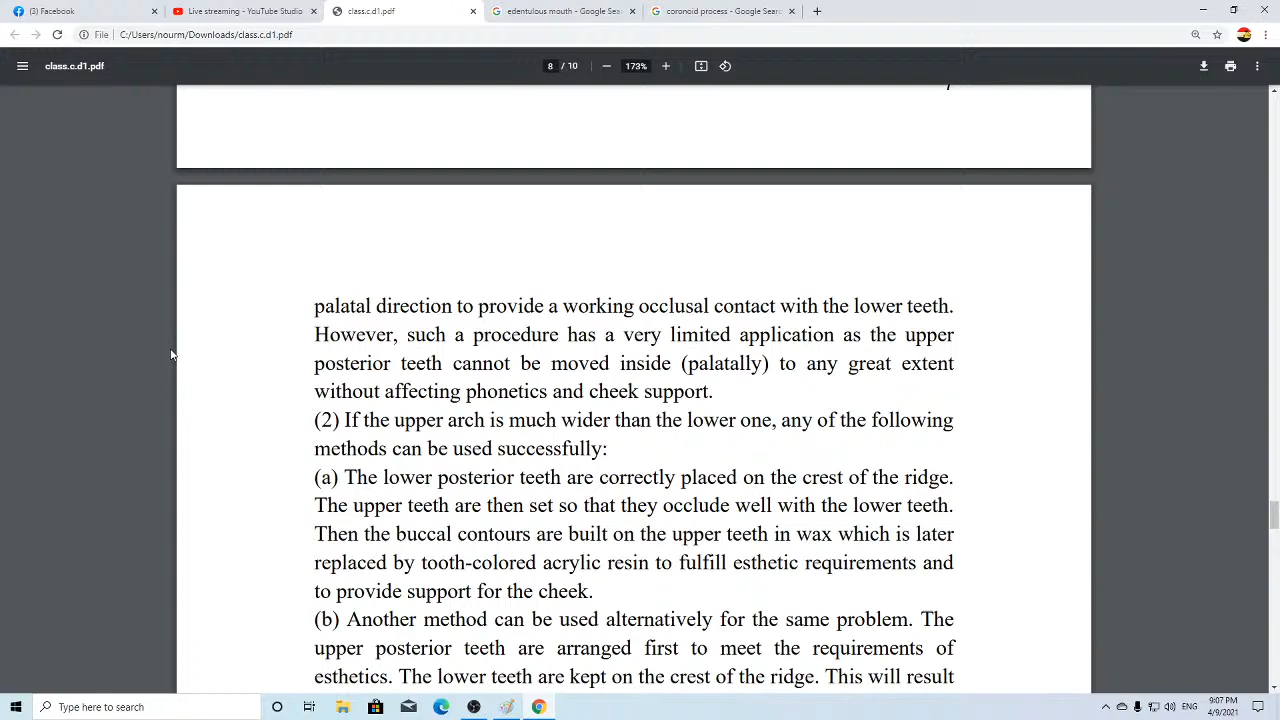 (3) Facebook
Live streaming - YouTube Studio
class.c.d1.pdf
edentulous mouth - Google Sea
coronoid process - Google Searc
File
C:/Users/nourm/Downloads/class.c.d1.pdf
class.c.d1.pdf
8 / 10
173%
palatal direction to provide a working occlusal contact with the lower teeth.
However, such a procedure has a very limited application as the upper
posterior teeth cannot be moved inside (palatally) to any great extent
without affecting phonetics and cheek support.
(2) If the upper arch is much wider than the lower one, any of the following
methods can be used successfully:
(a) The lower posterior teeth are correctly placed on the crest of the ridge.
The upper teeth are then set so that they occlude well with the lower teeth.
Then the buccal contours are built on the upper teeth in wax which is later
replaced by tooth-colored acrylic resin to fulfill esthetic requirements and
to provide support for the cheek.
(b) Another method can be used alternatively for the same problem. The
upper posterior teeth are arranged first to meet the requirements of
esthetics. The lower teeth are kept on the crest of the ridge. This will result
Type here to search
ENG
9:07 PM
4/9/2021